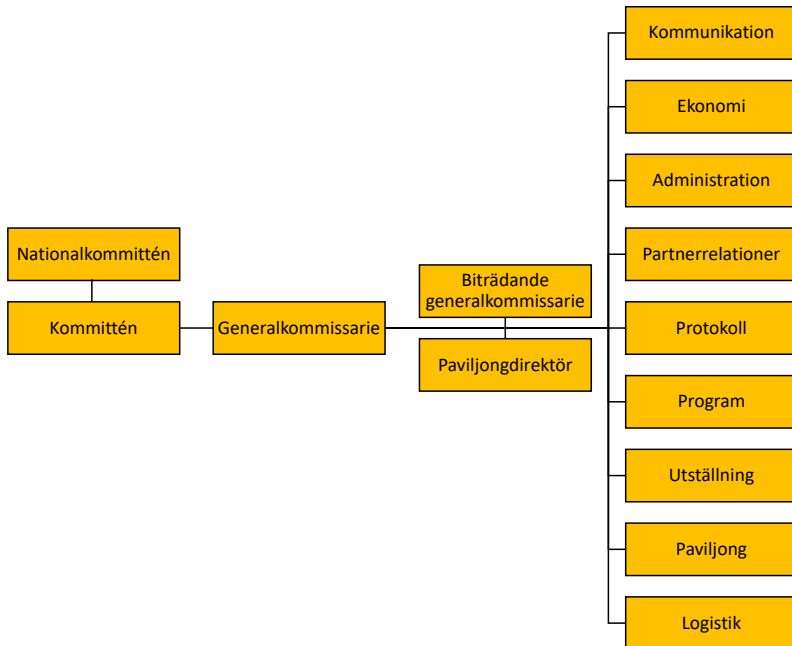 Nationalkommittén
Kommittén
Generalkommissarie
Biträdande
generalkommissarie
Paviljongdirektör
Kommunikation
Ekonomi
Administration
Partnerrelationer
Protokoll
Program
Utställning
Paviljong
Logistik